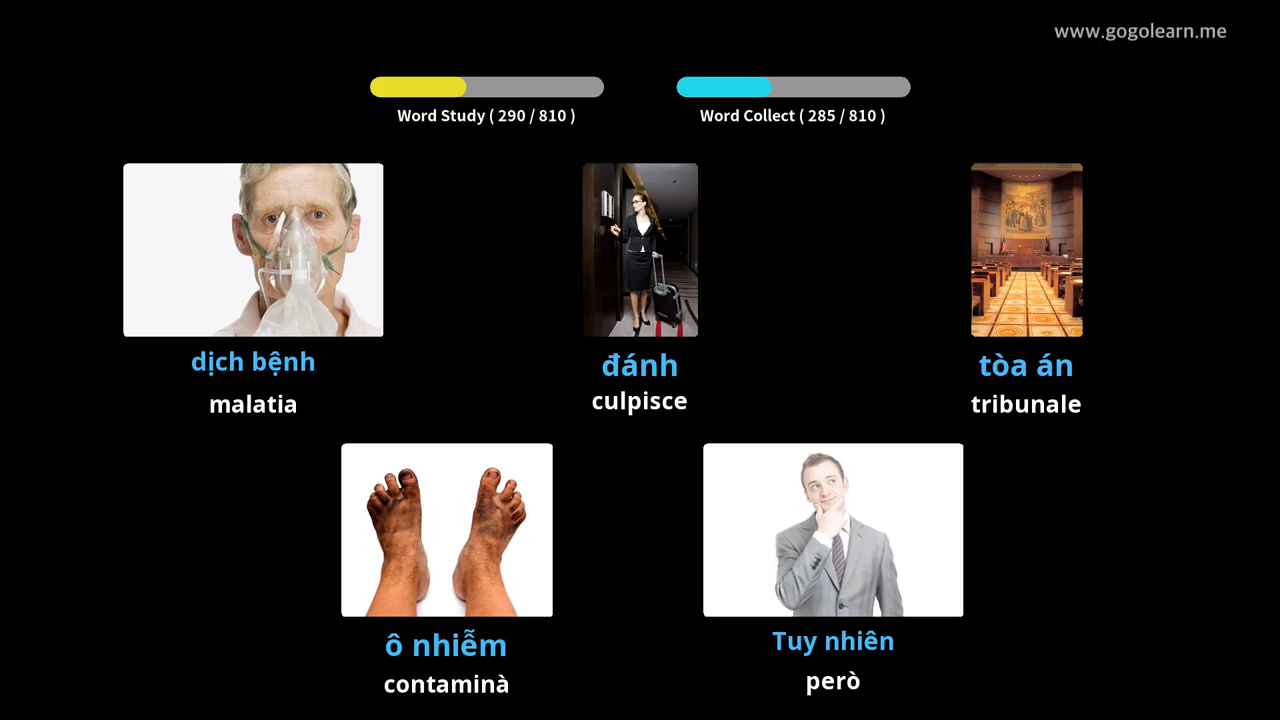 www.gogolearn.me
Word Study ( 290 / 810 )
Word Collect ( 285 / 810 )
dịch bệnh
malatia
đánh
culpisce
tòa án
tribunale
ô nhiễm
contaminà
Tuy nhiên
però